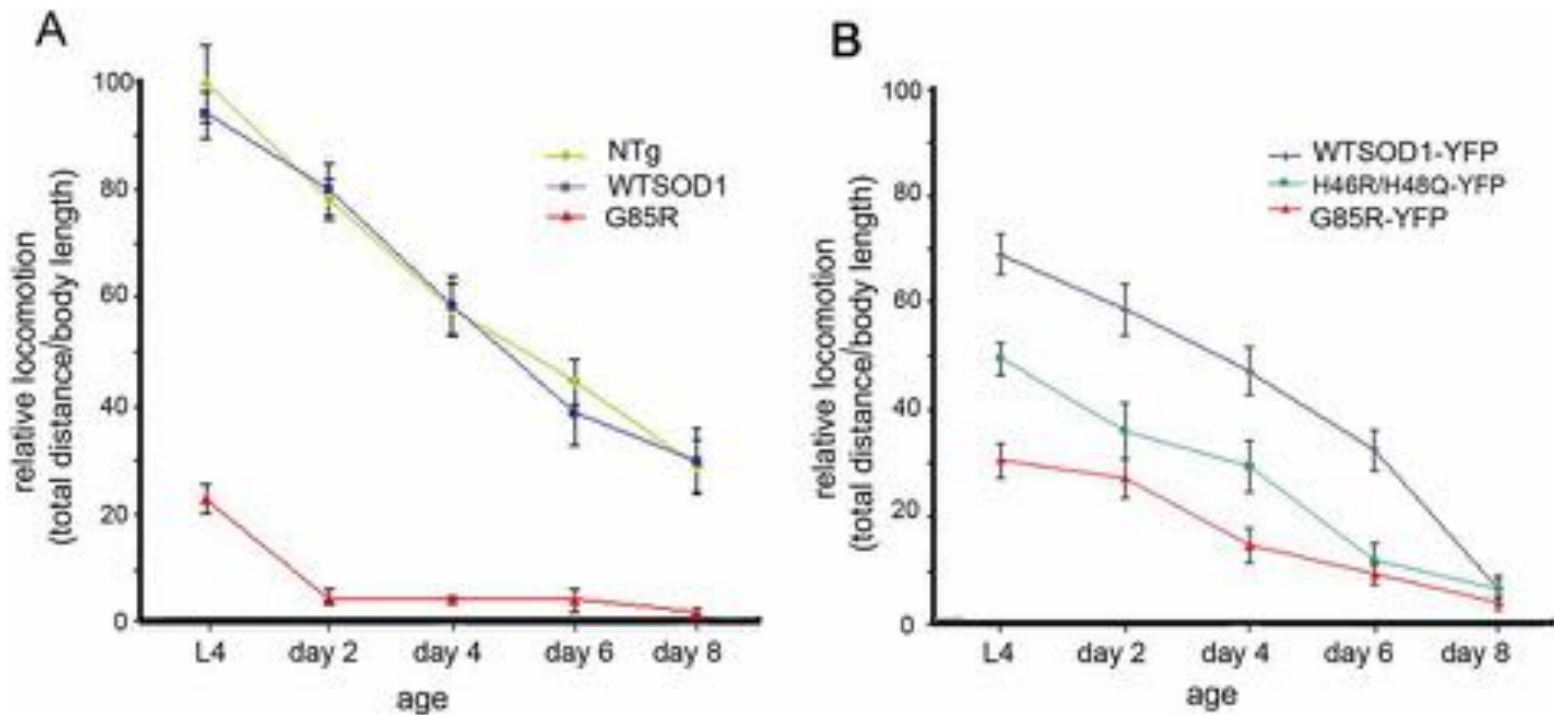 A
relative locomotion
(total distance/body length)
100
80
60
40
20
0
NTg
WTSOD1
G85R
L4 day 2 day 4 day 6 day 8
age
B
relative locomotion
(total distance/body length)
100
80
60
40
20
0
WTSOD1-YFP
H46R/H48Q-YFP
G85R-YFP
L4 day 2 day 4 day 6 day 8
age